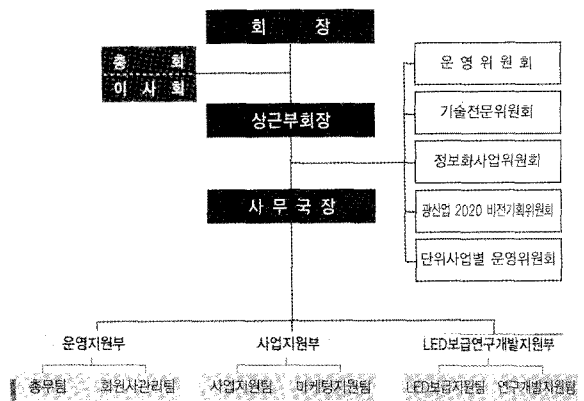 회 장
총 회
이 사 회
상근부회장
사 무 국 장
운 영 위 원 회
기술전문위원회
정보화사업위원회
광산업 2020 비전기획위원회
단위사업별 운영위원회
운영지원부 사업지원부 LED보급연구개발지원부
총무팀 회원사관리팀 사업지원팀 마케팅지원팀 LED보급지원팀 연구개발지원팀